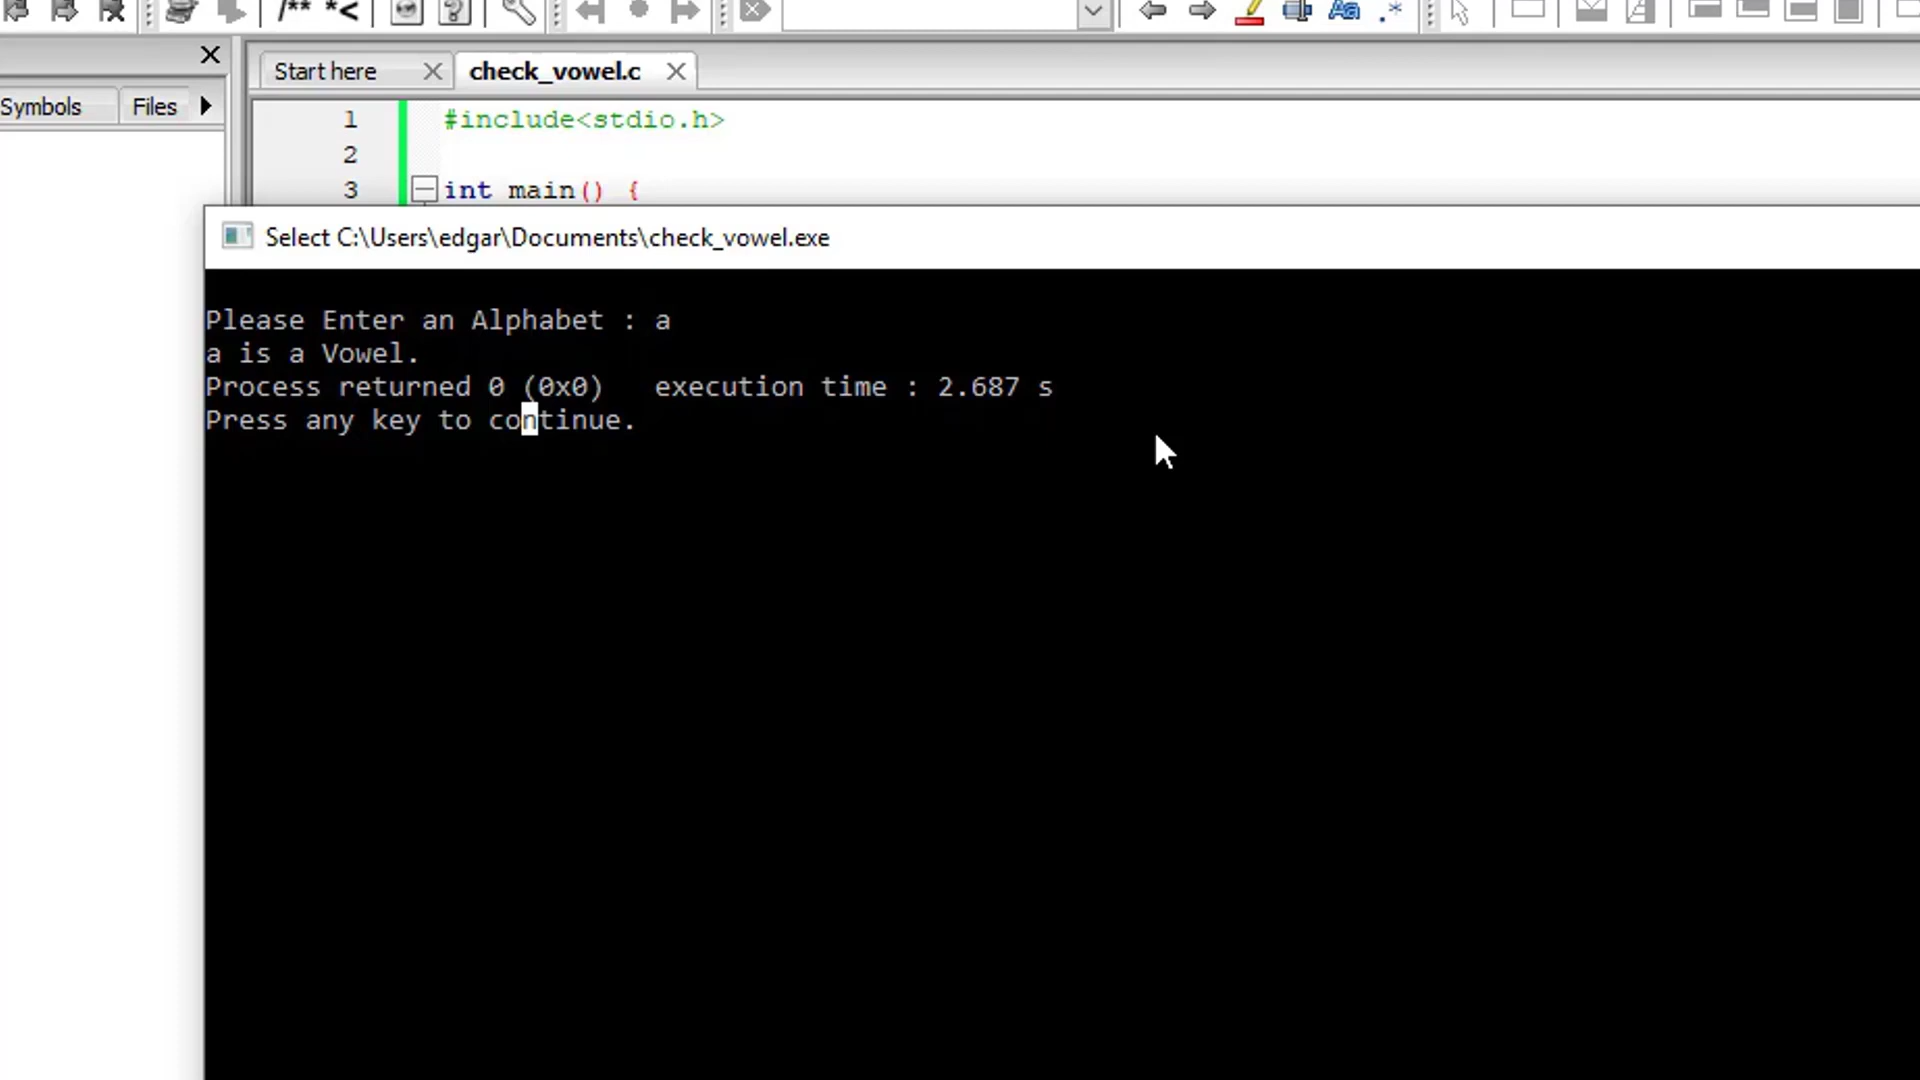 /** *<
Aa .*
Start here
check_vowel.c
Symbols
Files
1 #include<stdio.h>
2
3 int main() {
Select C:\Users\edgar\Documents\check_vowel.exe
Please Enter an Alphabet : a
a is a Vowel.
Process returned 0 (0x0)   execution time : 2.687 s
Press any key to continue.